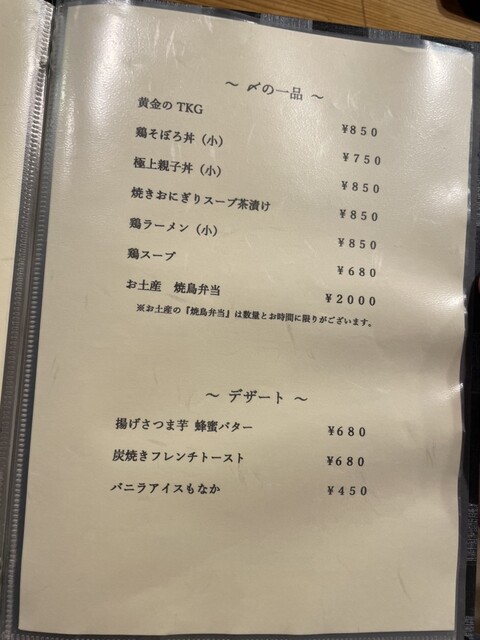 ～ 〆の一品 ～
黄金の TKG ¥850
鶏そぼろ丼（小） ¥750
極上親子丼（小） ¥850
焼きおにぎりスープ茶漬け ¥850
鶏ラーメン（小） ¥850
鶏スープ ¥680
お土産　焼鳥弁当 ¥2000
※お土産の『焼鳥弁当』は数量とお時間に限りがございます。
～ デザート ～
揚げさつま芋 蜂蜜バター ¥680
炭焼きフレンチトースト ¥680
バニラアイスもなか ¥450